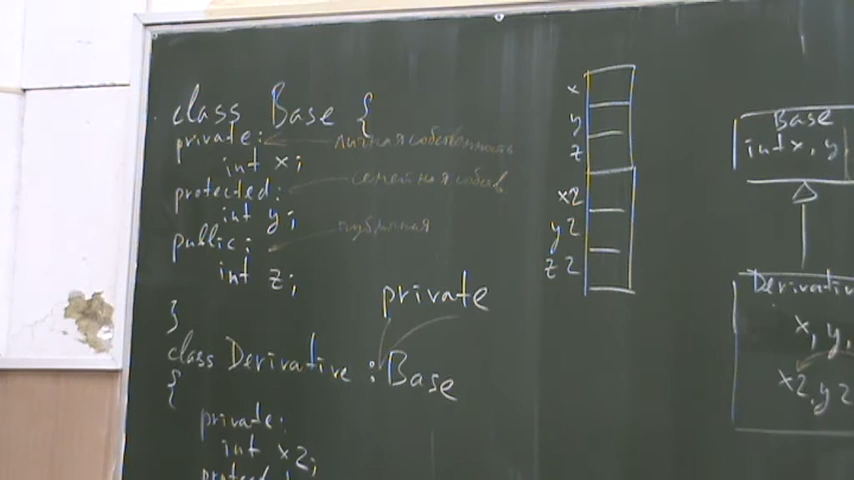 class Base {
private: личная собственность
int x;
protected: семейная собств
int y;
public: публичная
int z;
}
private
class Derivative : Base
{
private:
int x2;
x
y
z
x2
y2
z2
Base
int x, y
Derivative
x, y,
x2, y2